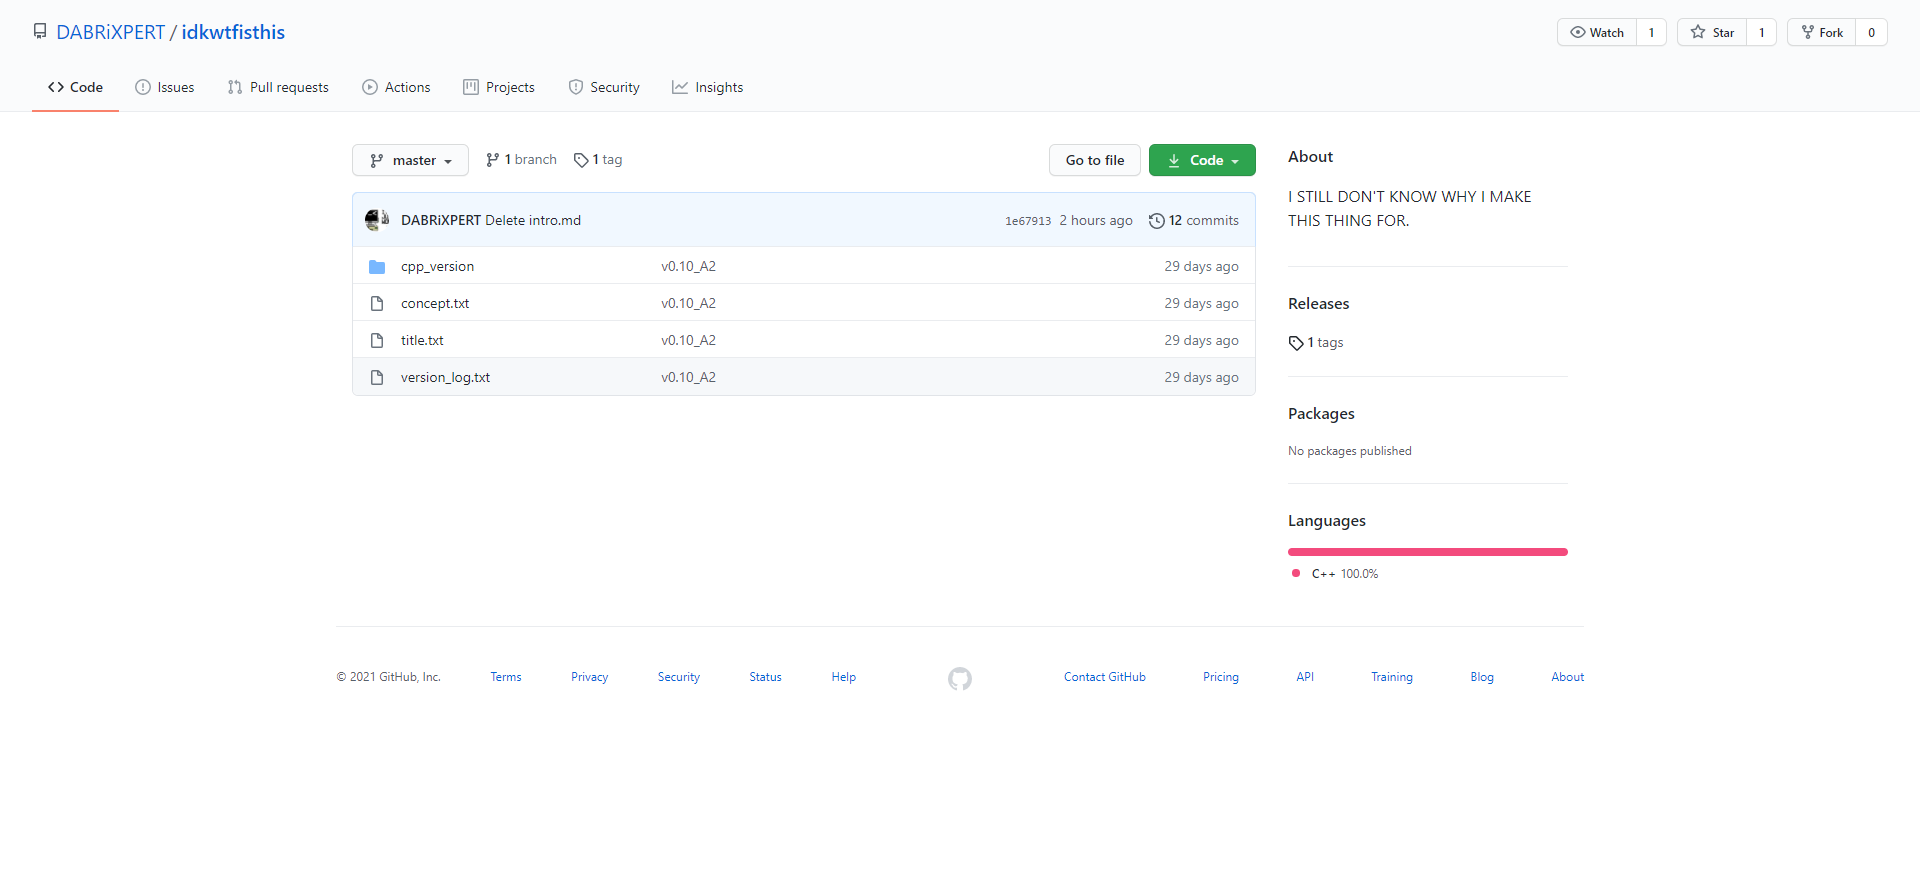 DABRiXPERT / idkwtfisthis
Watch 1 Star 1 Fork 0
Code Issues Pull requests Actions Projects Security Insights
master 1 branch 1 tag Go to file Code
DABRiXPERT Delete intro.md 1e67913 2 hours ago 12 commits
cpp_version v0.10_A2 29 days ago
concept.txt v0.10_A2 29 days ago
title.txt v0.10_A2 29 days ago
version_log.txt v0.10_A2 29 days ago
About
I STILL DON'T KNOW WHY I MAKE
THIS THING FOR.
Releases
1 tags
Packages
No packages published
Languages
C++ 100.0%
© 2021 GitHub, Inc. Terms Privacy Security Status Help Contact GitHub Pricing API Training Blog About